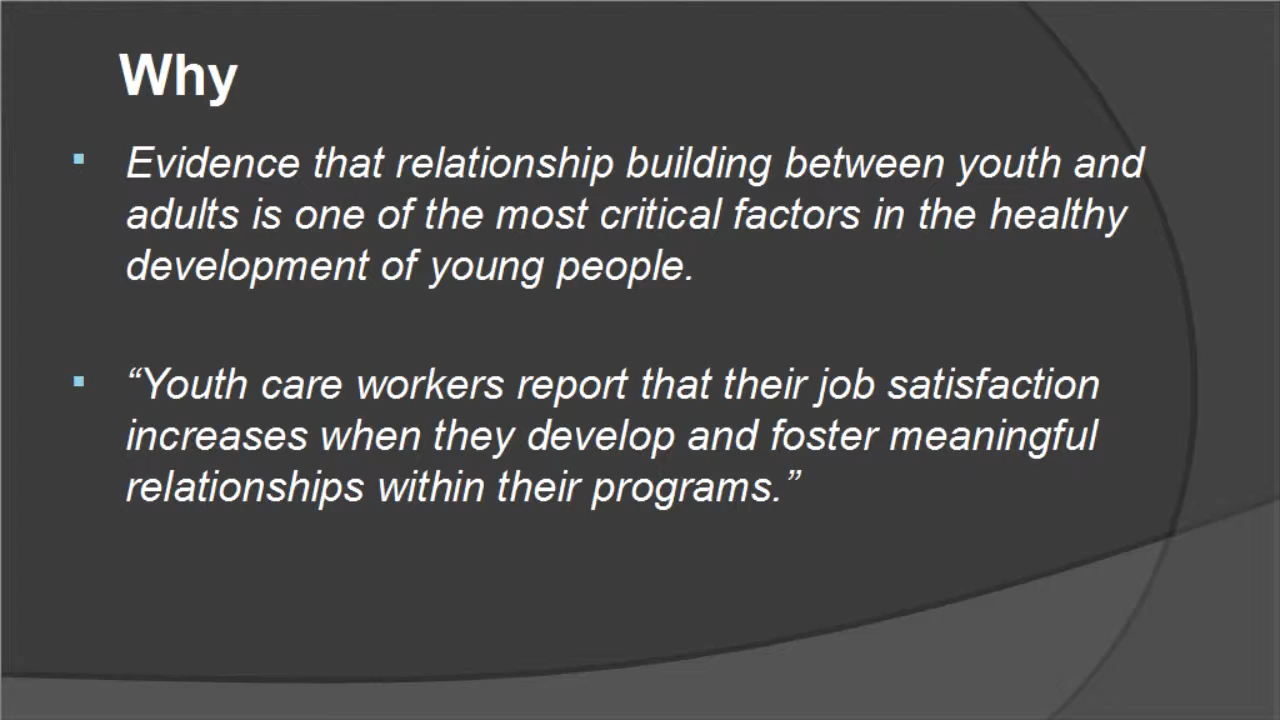 Why
Evidence that relationship building between youth and
adults is one of the most critical factors in the healthy
development of young people.
“Youth care workers report that their job satisfaction
increases when they develop and foster meaningful
relationships within their programs.”